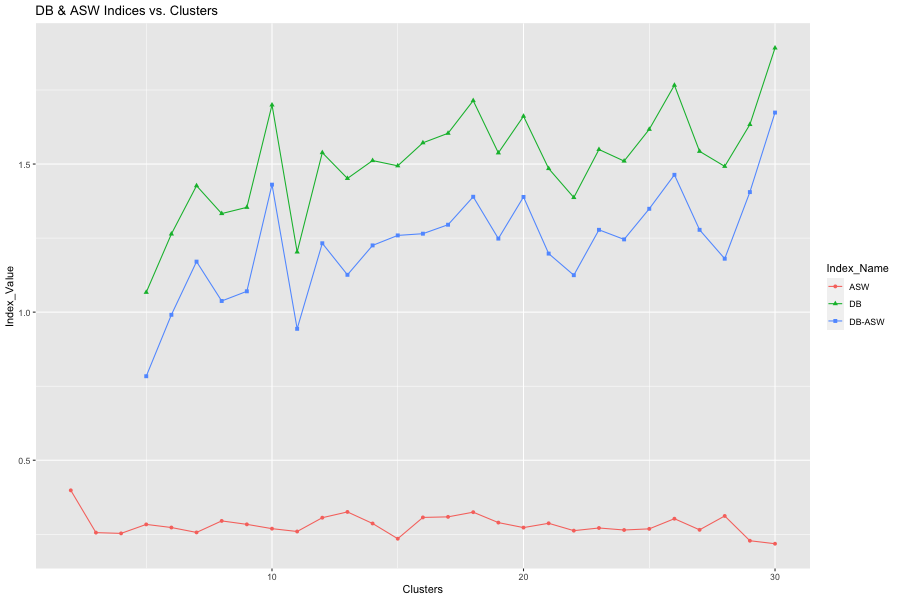 DB & ASW Indices vs. Clusters
1.5
1.0
0.5
Index_Value
10
20
30
Clusters
Index_Name
ASW
DB
DB-ASW